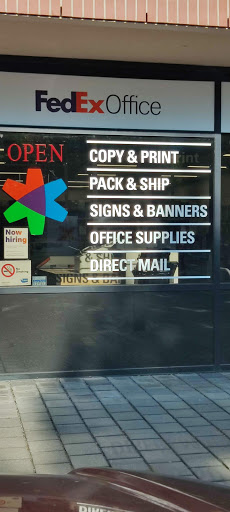 FedEx Office
OPEN
COPY & PRINT
PACK & SHIP
SIGNS & BANNERS
OFFICE SUPPLIES
DIRECT MAIL
Now
hiring